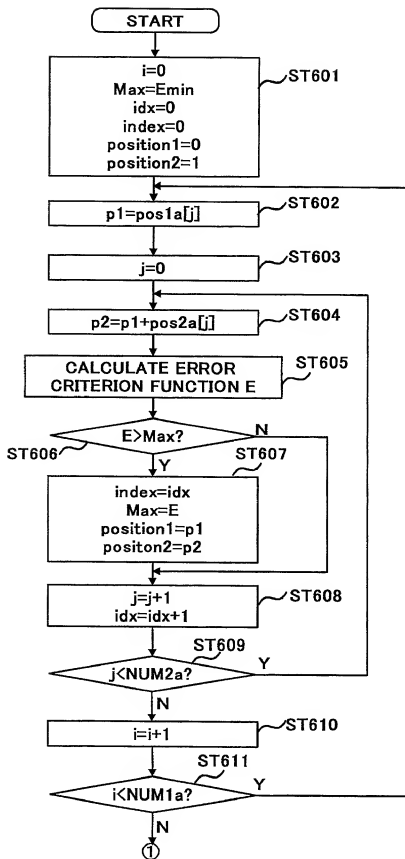 START
i=0
Max=Emin
idx=0
index=0
position1=0
position2=1
ST601
p1=pos1a[j]
ST602
j=0
ST603
p2=p1+pos2a[j]
ST604
CALCULATE ERROR
CRITERION FUNCTION E
ST605
E>Max?
N
ST606
Y
ST607
index=idx
Max=E
position1=p1
positon2=p2
j=j+1
idx=idx+1
ST608
ST609
j<NUM2a?
Y
N
i=i+1
ST610
ST611
i<NUM1a?
Y
N
①